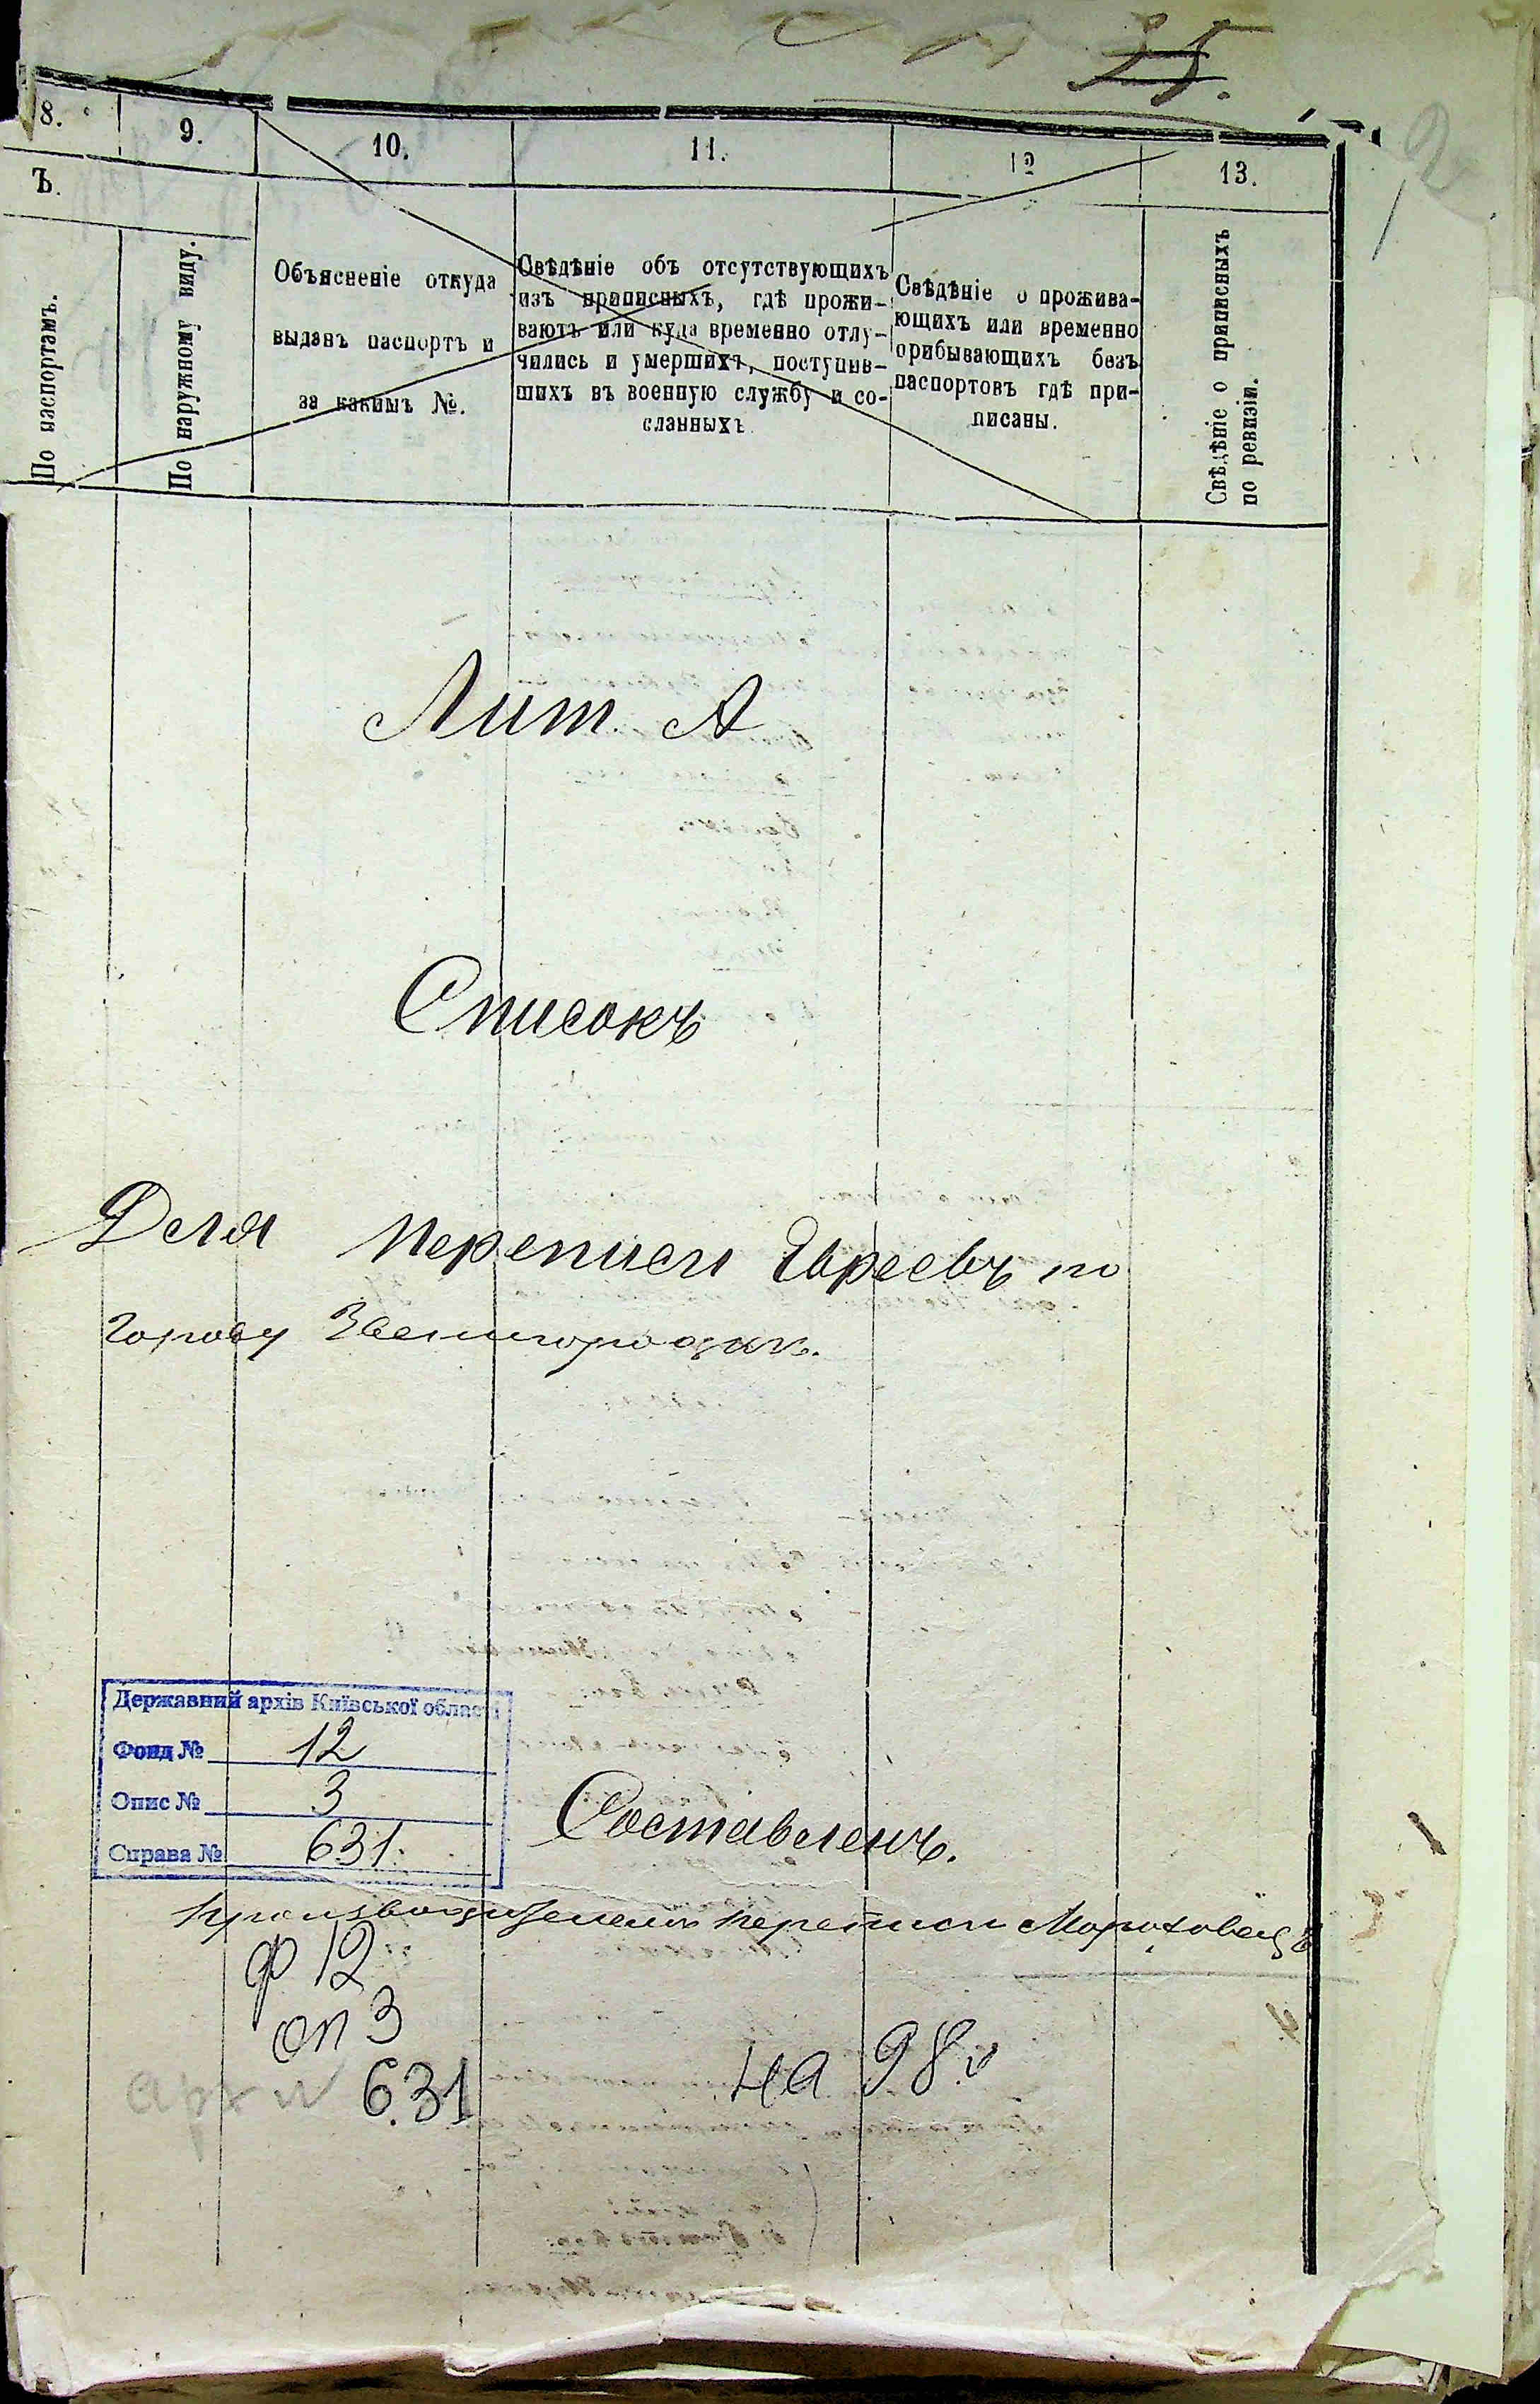 25.
8. 9. 10. 11. 12 13.
Ъ.
По паспортамъ.
По наружному виду.
Объясненіе откуда
выданъ паспортъ и
за какимъ №.
Свѣдѣніе объ отсутствующихъ
изъ приписныхъ, гдѣ прожи-
ваютъ или куда временно отлу-
чились и умершихъ, поступив-
шихъ въ военную службу и со-
сланныхъ
Свѣдѣніе о прожива-
ющихъ или временно
прибывающихъ безъ
паспортовъ гдѣ при-
писаны.
Свѣдѣніе о приписныхъ
по ревизіи.
Лит. А
Списокъ
Для переписи Евреевъ по
городу Звенигородкѣ.
Державний архів Київської області
Фонд № 12
Опис № 3
Справа № 631
Составленъ.
производителемъ переписи Мороховецъ
ф 12
оп 3
631
на 98